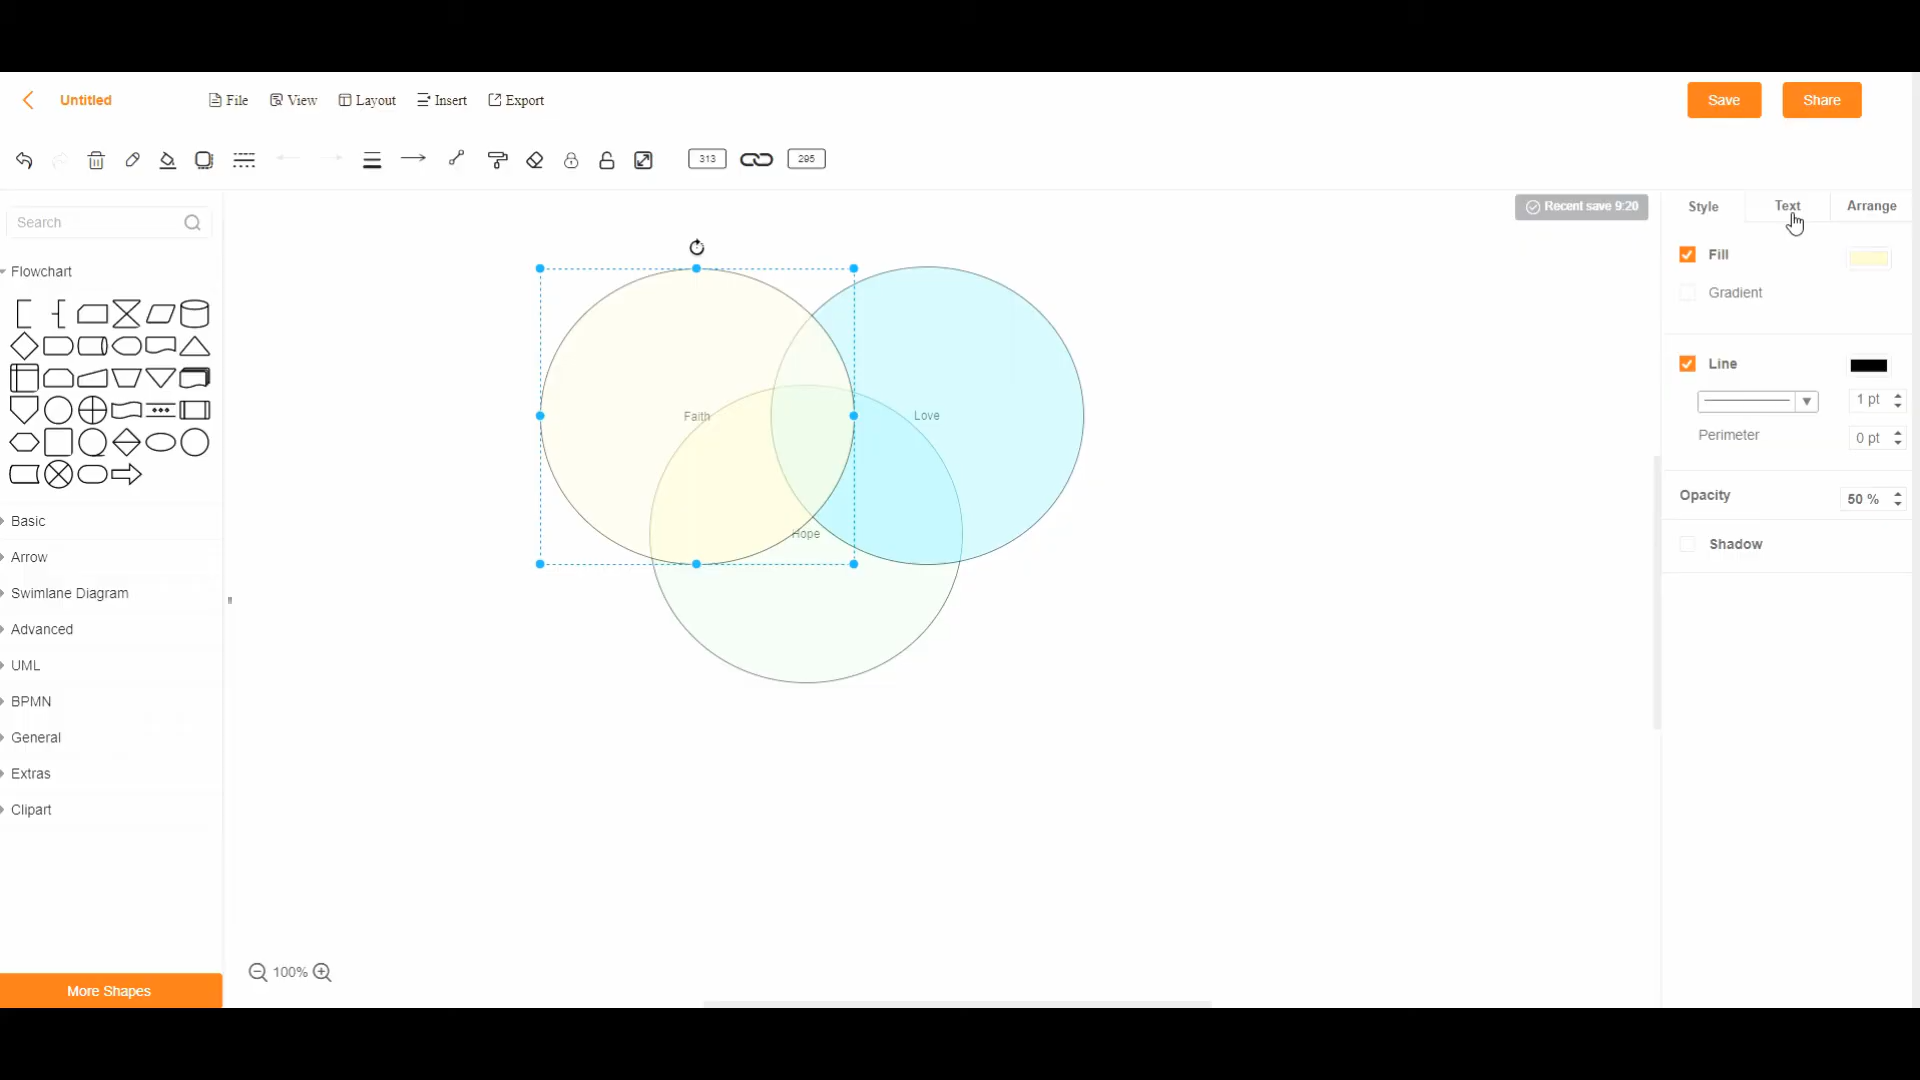 Untitled
File View Layout Insert Export
Save Share
313 295
Search
Recent save 9:20
Style Text Arrange
Flowchart
Fill
Gradient
Line
1 pt
Perimeter 0 pt
Opacity 50 %
Shadow
Faith
Love
Hope
Basic
Arrow
Swimlane Diagram
Advanced
UML
BPMN
General
Extras
Clipart
100%
More Shapes